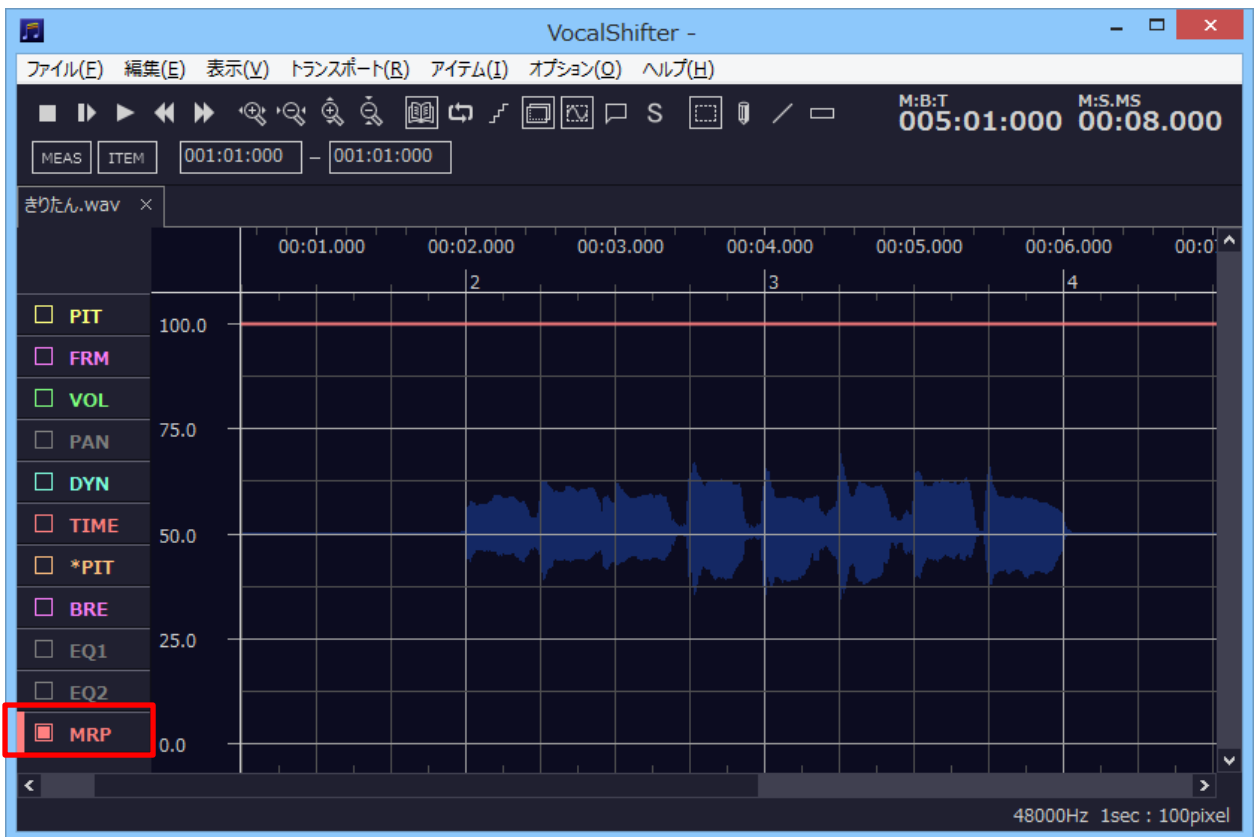 VocalShifter -
ファイル(F) 編集(E) 表示(V) トランスポート(R) アイテム(I) オプション(O) ヘルプ(H)
S M:B:T 005:01:000 M:S.MS 00:08.000
MEAS ITEM 001:01:000 – 001:01:000
きりたん.wav ×
00:01.000 00:02.000 00:03.000 00:04.000 00:05.000 00:06.000 00:0
2 3 4
PIT
100.0
FRM
VOL
75.0
PAN
DYN
TIME
50.0
*PIT
BRE
25.0
EQ1
EQ2
MRP
0.0
48000Hz 1sec : 100pixel